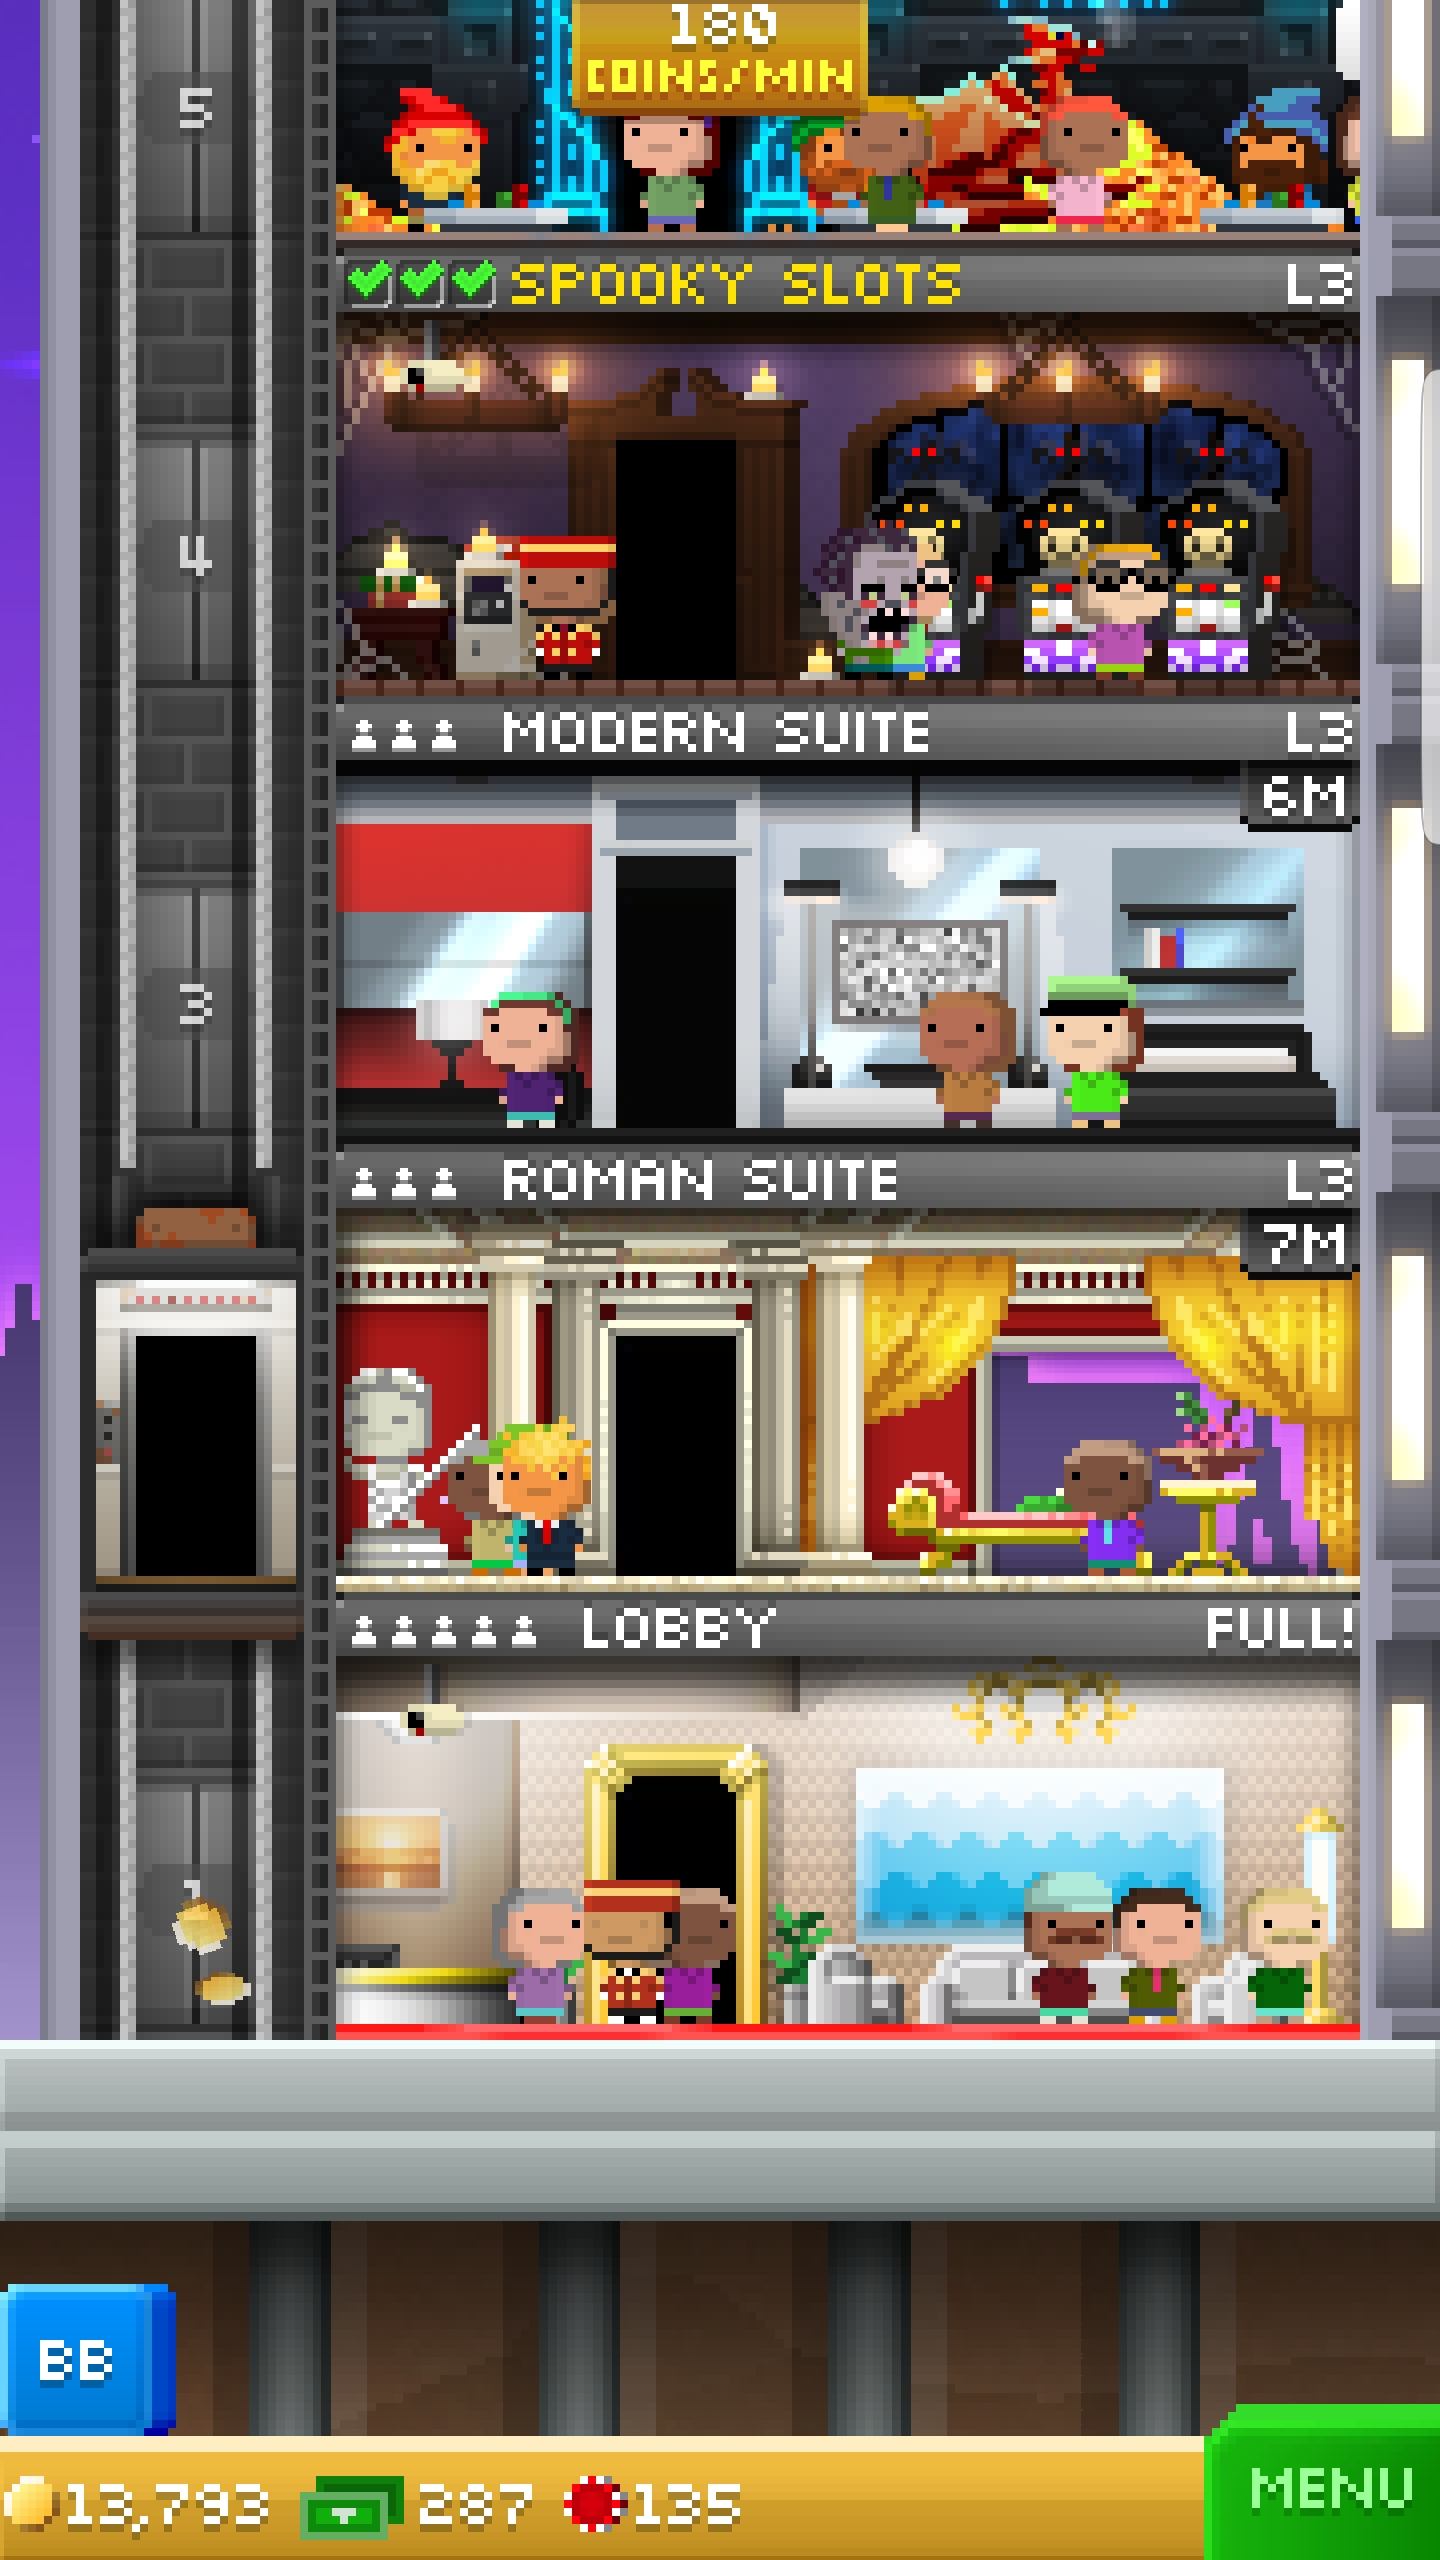 180
COINS/MIN
5
SPOOKY SLOTS L3
4
MODERN SUITE L3
6M
3
ROMAN SUITE L3
7M
LOBBY FULL!
BB
13,793 287 135
MENU